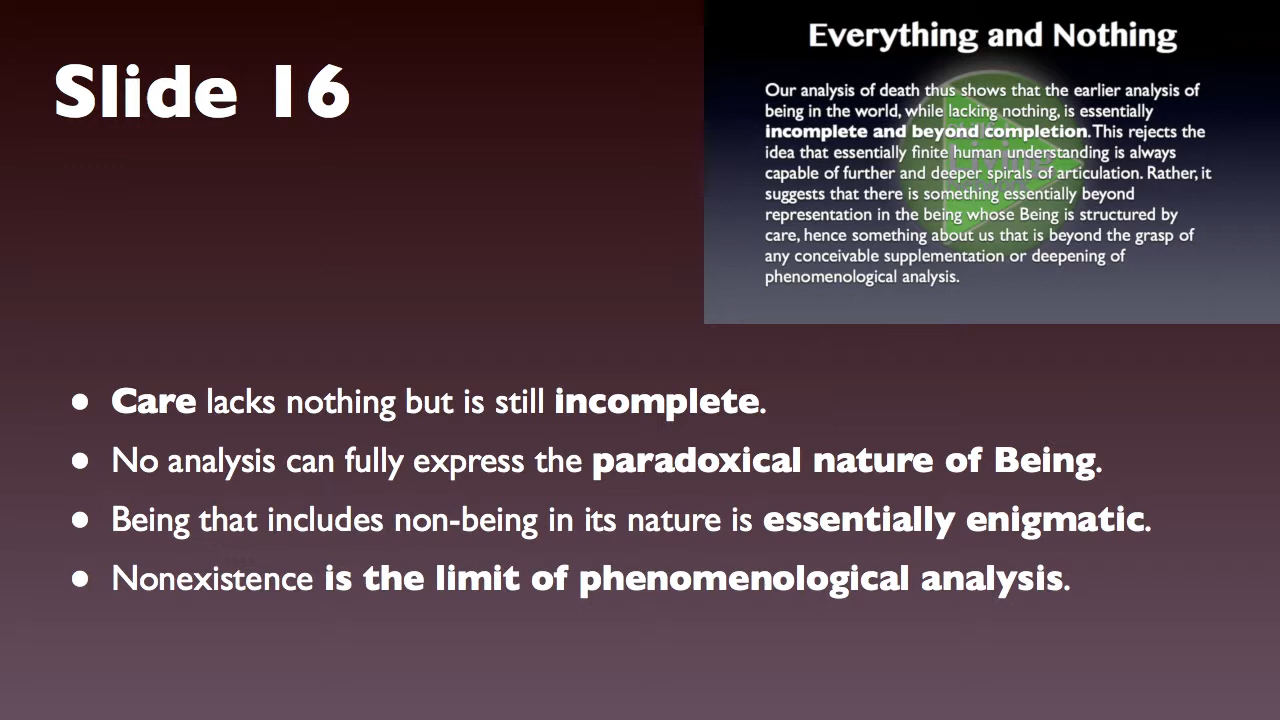 Slide 16
Everything and Nothing
Our analysis of death thus shows that the earlier analysis of
being in the world, while lacking nothing, is essentially
incomplete and beyond completion. This rejects the
idea that essentially finite human understanding is always
capable of further and deeper spirals of articulation. Rather, it
suggests that there is something essentially beyond
representation in the being whose Being is structured by
care, hence something about us that is beyond the grasp of
any conceivable supplementation or deepening of
phenomenological analysis.
• Care lacks nothing but is still incomplete.
• No analysis can fully express the paradoxical nature of Being.
• Being that includes non-being in its nature is essentially enigmatic.
• Nonexistence is the limit of phenomenological analysis.